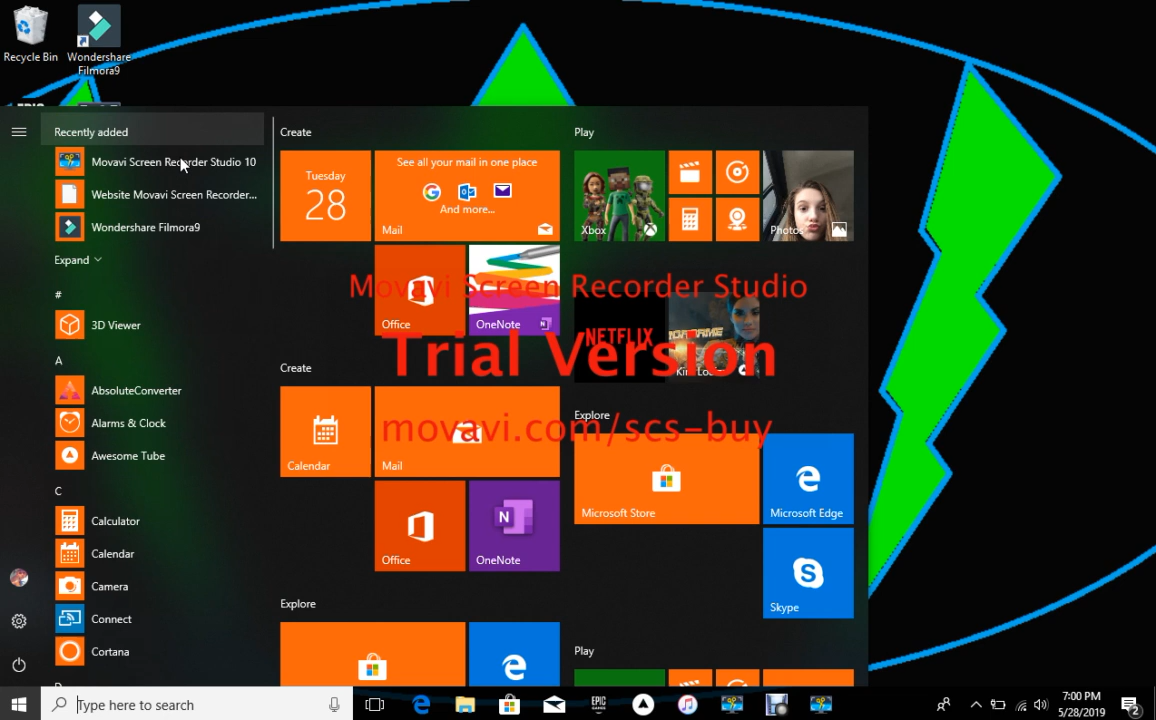 Recycle Bin
Wondershare
Filmora9
Recently added
Movavi Screen Recorder Studio 10
Website Movavi Screen Recorder...
Wondershare Filmora9
Expand
#
3D Viewer
A
AbsoluteConverter
Alarms & Clock
Awesome Tube
C
Calculator
Calendar
Camera
Connect
Cortana
Create
Tuesday
28
See all your mail in one place
And more...
Mail
Office
OneNote
Create
Calendar
Mail
Office
OneNote
Explore
Play
Xbox
Photos
NETFLIX
Explore
Microsoft Store
Microsoft Edge
Skype
Play
Movavi Screen Recorder Studio
Trial Version
movavi.com/scs-buy
Type here to search
EPIC
GAMES
7:00 PM
5/28/2019
2